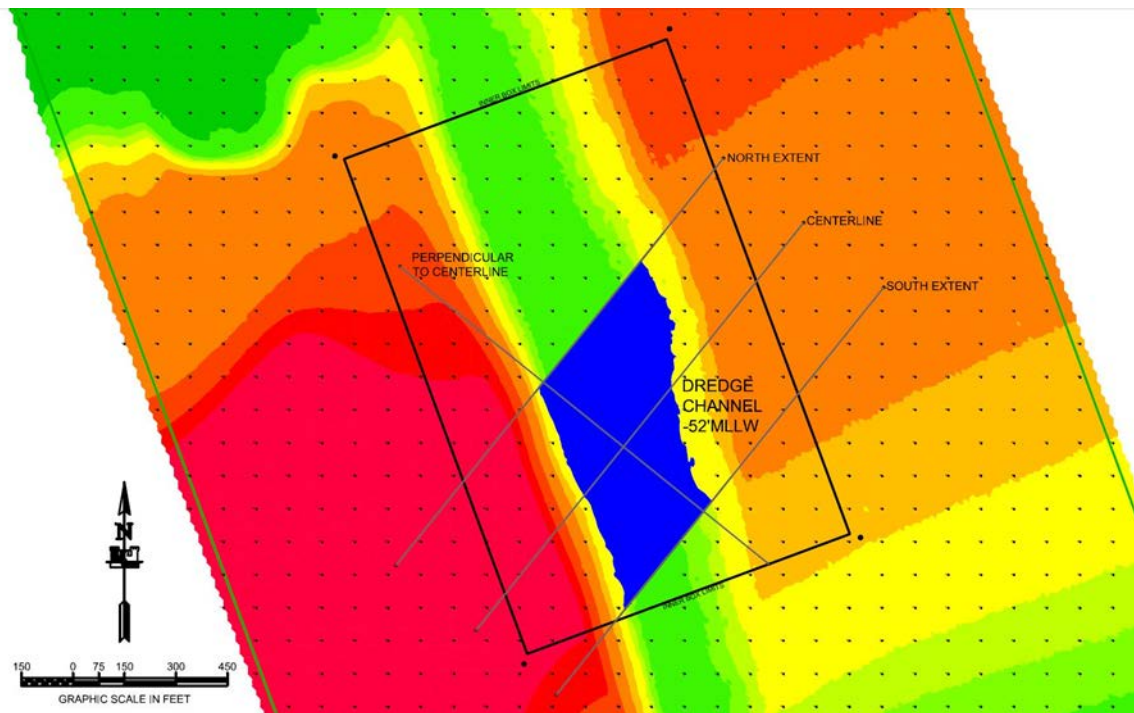 INNER BOX LIMITS
NORTH EXTENT
CENTERLINE
PERPENDICULAR
TO CENTERLINE
SOUTH EXTENT
DREDGE
CHANNEL
-52'MLLW
INNER BOX LIMITS
N
150 0 75 150 300 450
GRAPHIC SCALE IN FEET